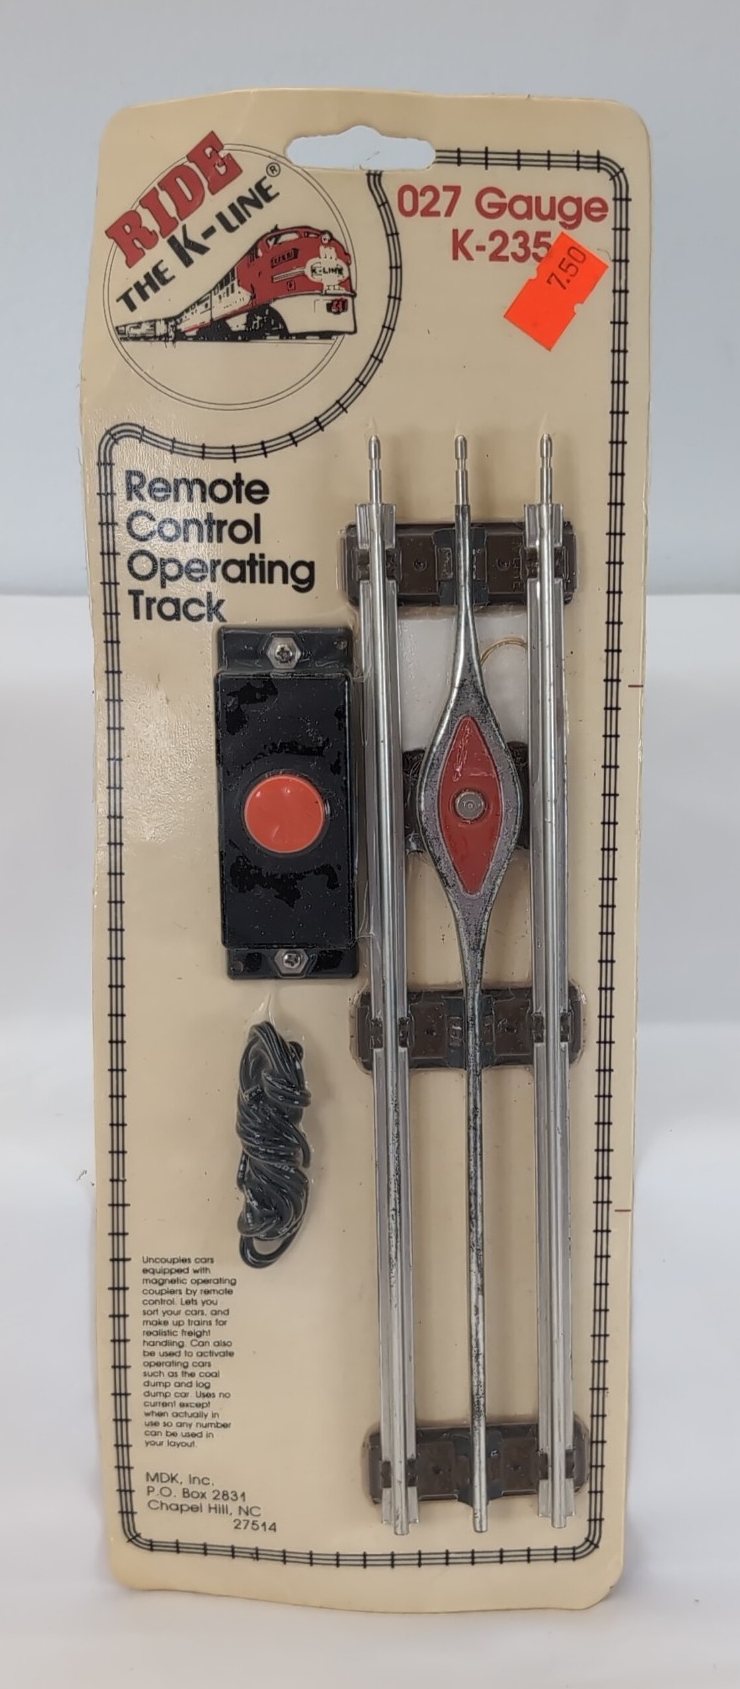 RIDE
THE K-LINE®
K-LINE
027 Gauge
K-235
7.50
Remote
Control
Operating
Track
Uncouples cars
equipped with
magnetic operating
couplers by remote
control. Lets you
sort your cars, and
make up trains for
realistic freight
handling. Can also
be used to activate
operating cars
such as the coal
dump and log
dump car. Uses no
current except
when actually in
use so any number
can be used in
your layout.
MDK, Inc.
P.O. Box 2831
Chapel Hill, NC
27514